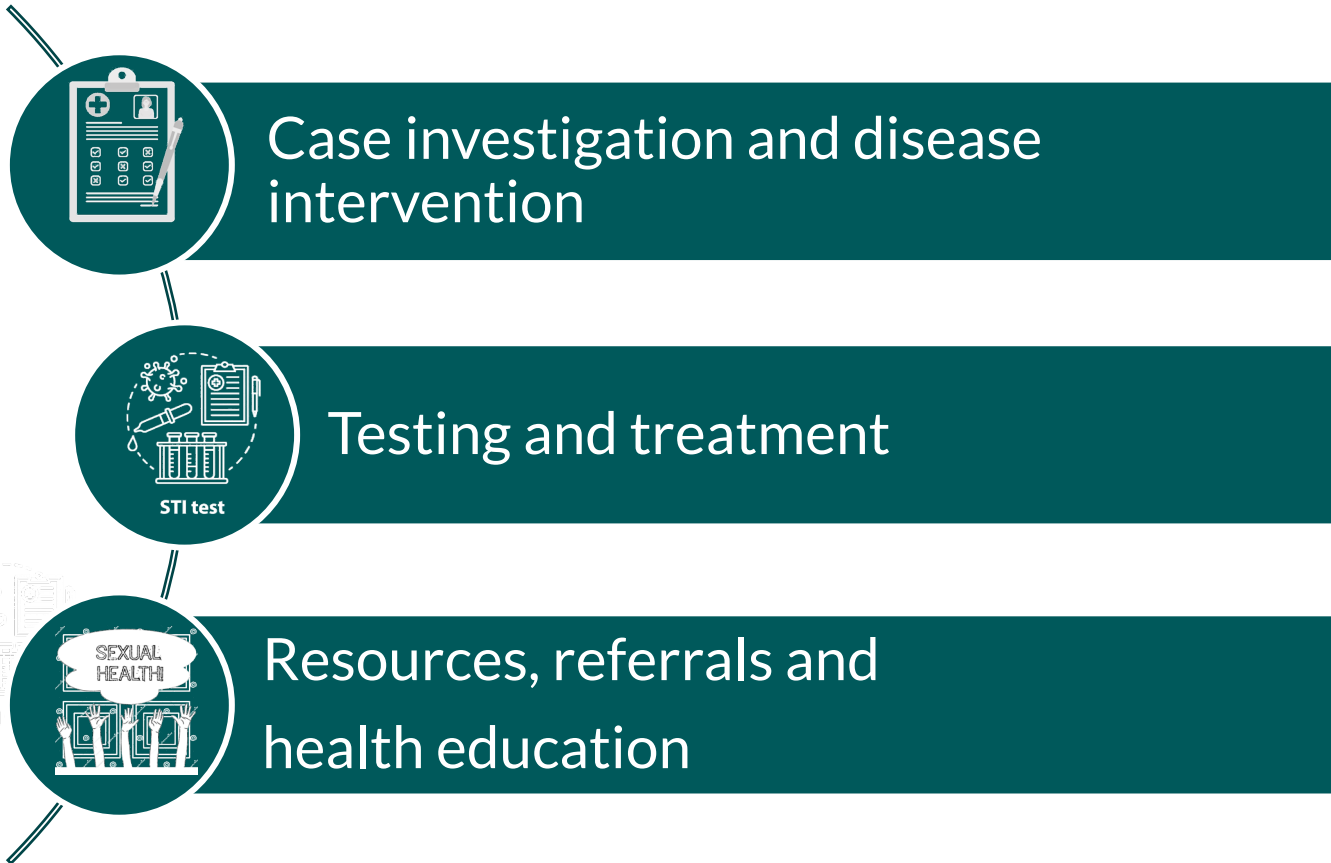 Case investigation and disease
intervention
Testing and treatment
STI test
SEXUAL
HEALTH!
Resources, referrals and
health education